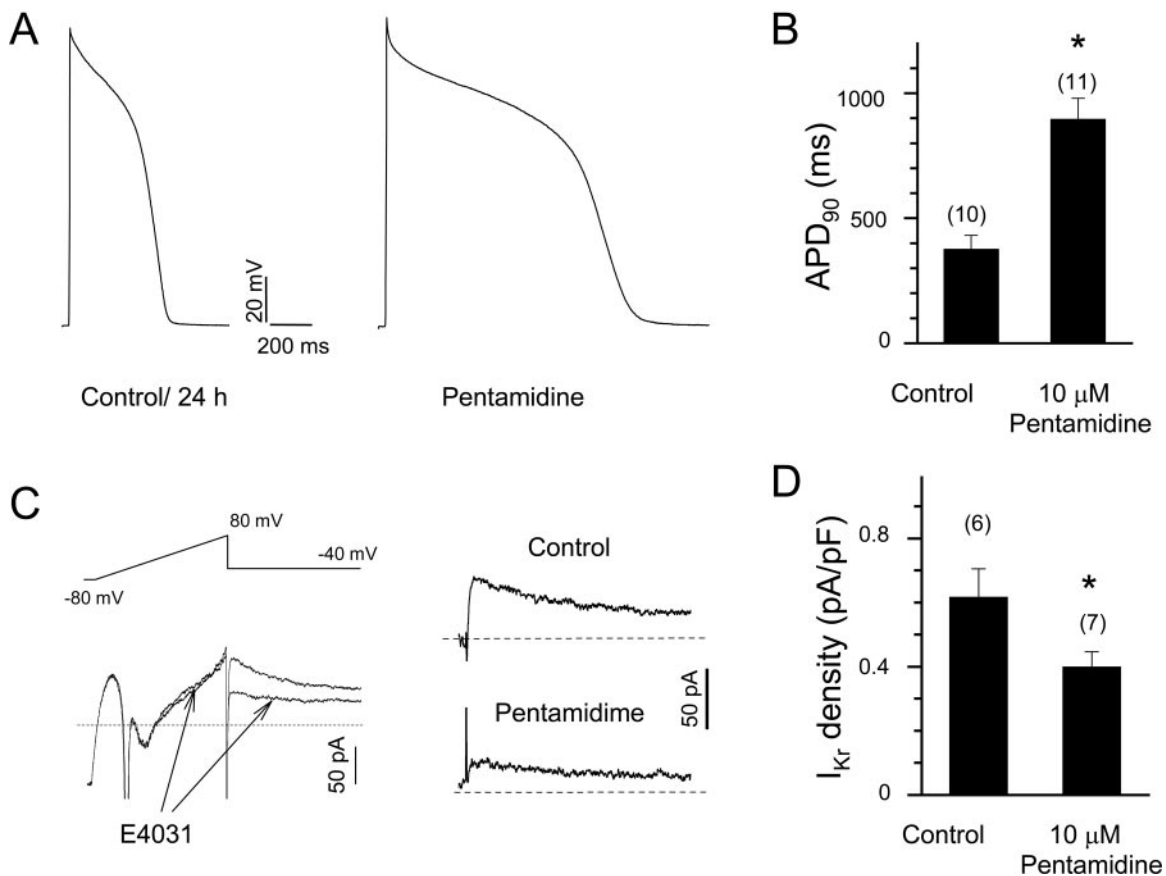 A
20 mV
200 ms
Control/ 24 h
Pentamidine
B
*
(11)
(10)
1000
500
0
APD90 (ms)
Control
10 μM
Pentamidine
C
80 mV
-40 mV
-80 mV
50 pA
E4031
Control
Pentamidime
50 pA
D
(6)
*
(7)
0.8
0.4
0
IKr density (pA/pF)
Control
10 μM
Pentamidine